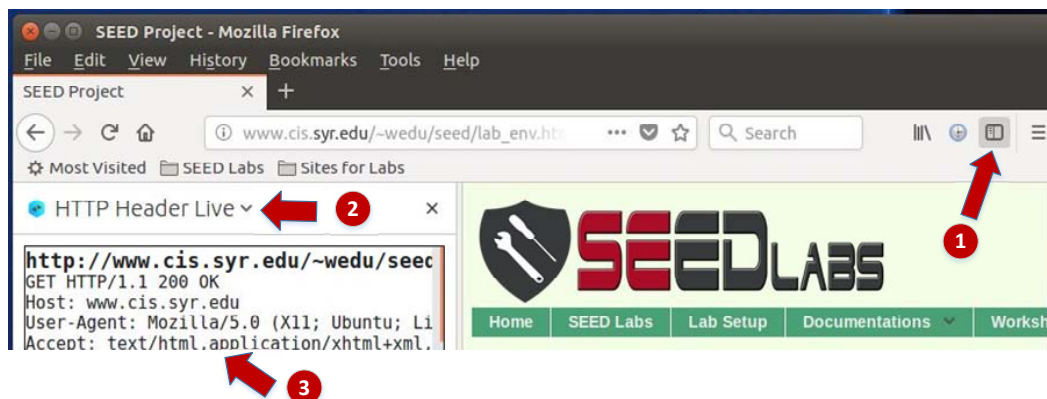 SEED Project - Mozilla Firefox
File Edit View History Bookmarks Tools Help
SEED Project
www.cis.syr.edu/~wedu/seed/lab_env.ht
Search
Most Visited SEED Labs Sites for Labs
1
HTTP Header Live
2
SEEDLABS
http://www.cis.syr.edu/~wedu/seed
GET HTTP/1.1 200 OK
Host: www.cis.syr.edu
User-Agent: Mozilla/5.0 (X11; Ubuntu; Li
Accept: text/html,application/xhtml+xml,
Home SEED Labs Lab Setup Documentations Worksh
3